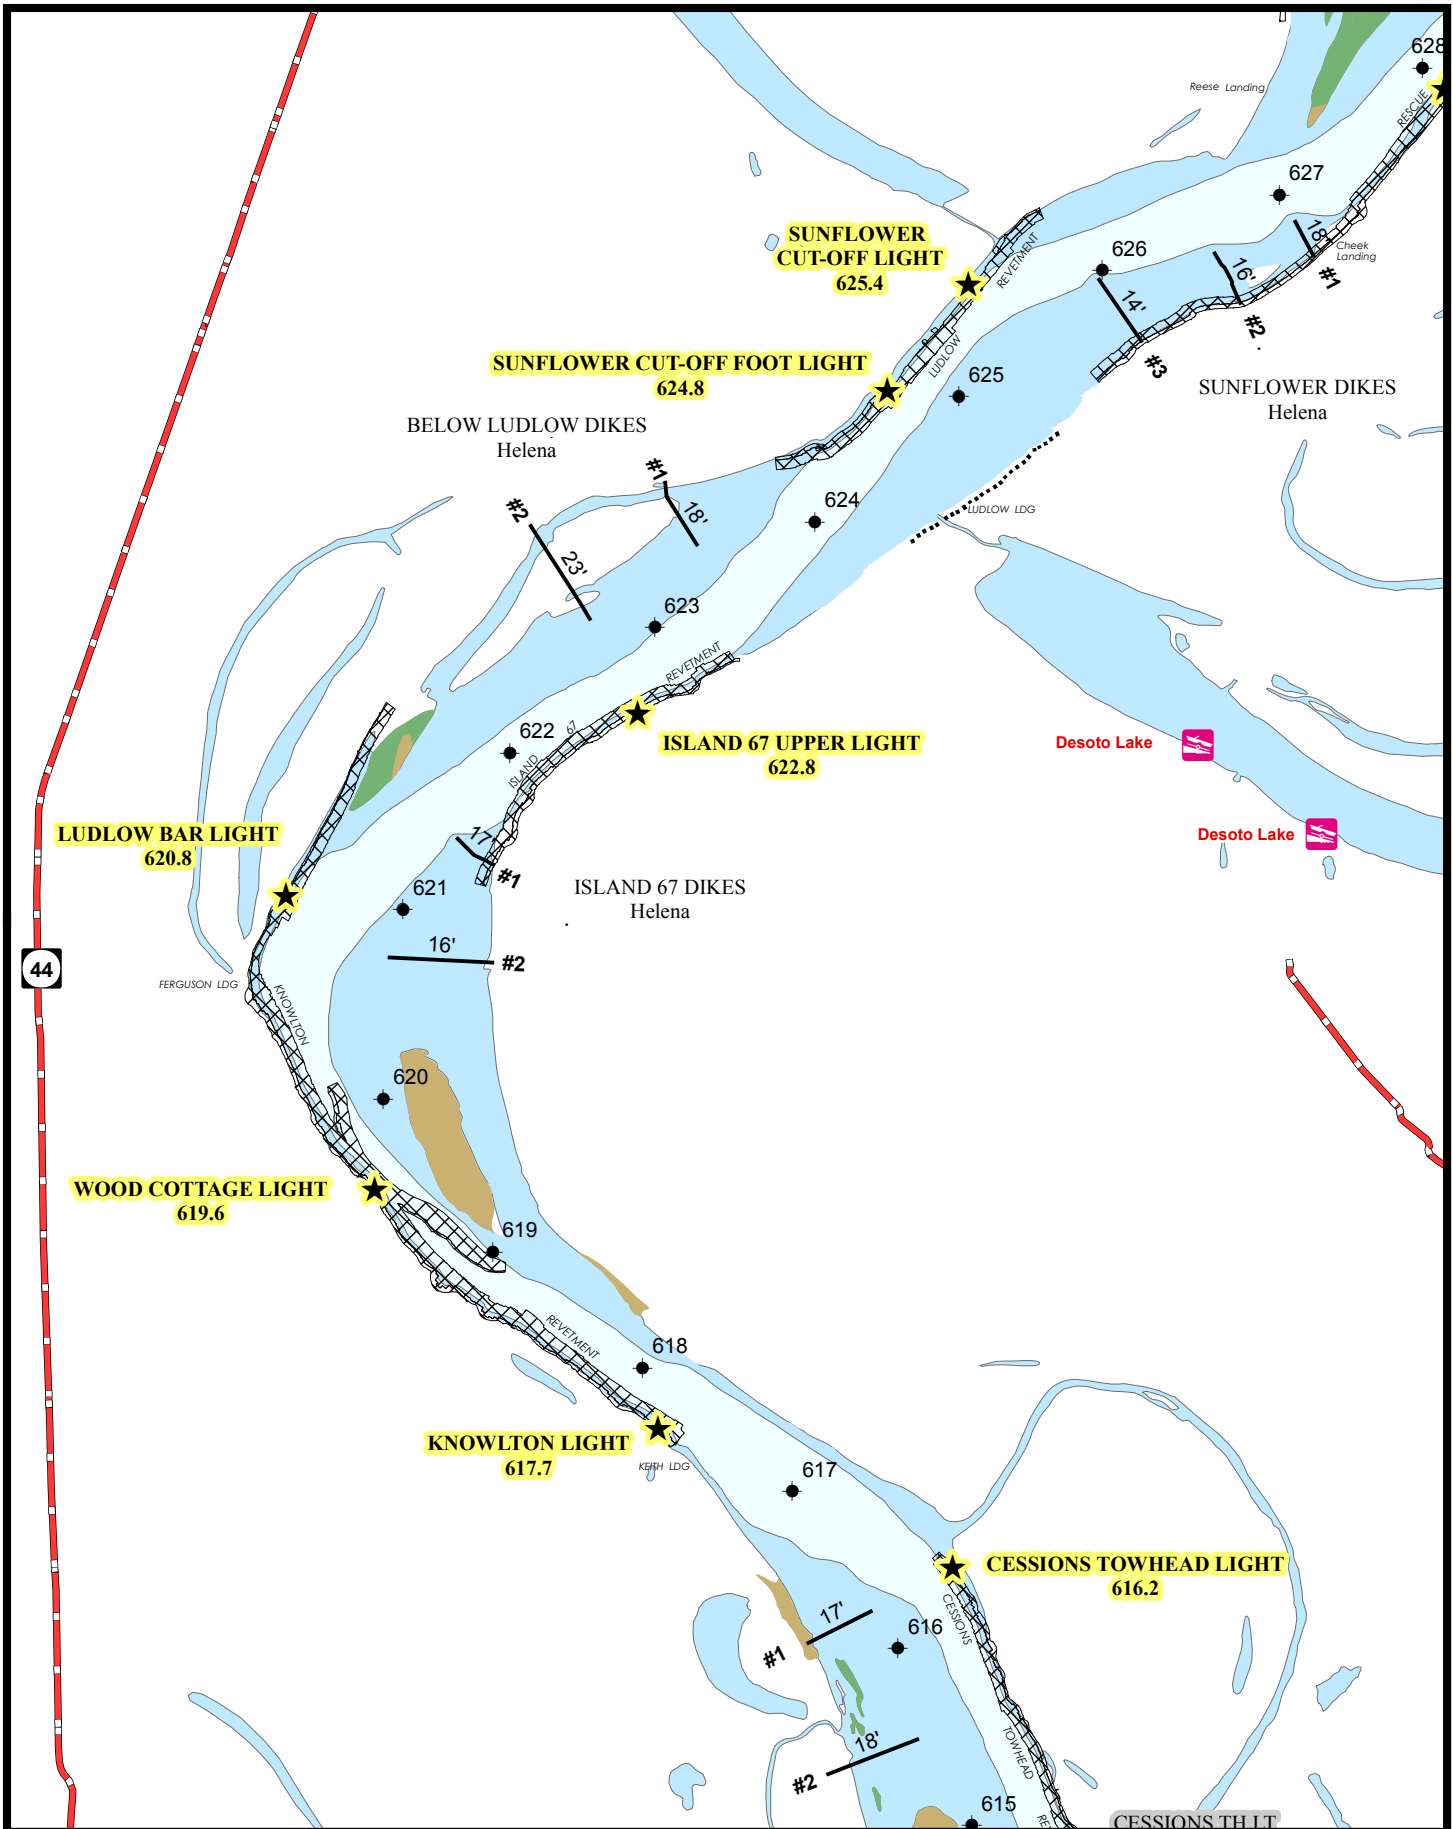 628
Reese Landing
RESCUE
627
SUNFLOWER
CUT-OFF LIGHT
625.4
REVETMENT
18'
Cheek
Landing
#1
626
16'
#2
14'
#3
LUDLOW
SUNFLOWER CUT-OFF FOOT LIGHT
624.8
625
SUNFLOWER DIKES
Helena
BELOW LUDLOW DIKES
Helena
#1
18'
#2
23'
624
LUDLOW LDG
623
REVETMENT
ISLAND 67
622
ISLAND 67 UPPER LIGHT
622.8
Desoto Lake
Desoto Lake
LUDLOW BAR LIGHT
620.8
17'
#1
621
ISLAND 67 DIKES
Helena
16'
#2
44
FERGUSON LDG
KNOWLTON
620
WOOD COTTAGE LIGHT
619.6
619
REVETMENT
618
KNOWLTON LIGHT
617.7
KEITH LDG
617
CESSIONS TOWHEAD LIGHT
616.2
CESSIONS
17'
#1
616
18'
#2
TOWHEAD
615
CESSIONS TH LT